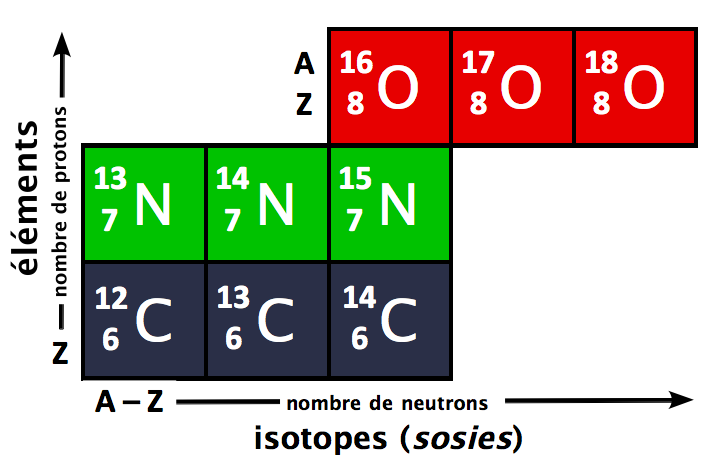 A 16 O 17 O 18 O
Z 8 8 8
13 N 14 N 15 N
7 7 7
12 C 13 C 14 C
6 6 6
éléments
Z — nombre de protons
A – Z nombre de neutrons
isotopes (sosies)